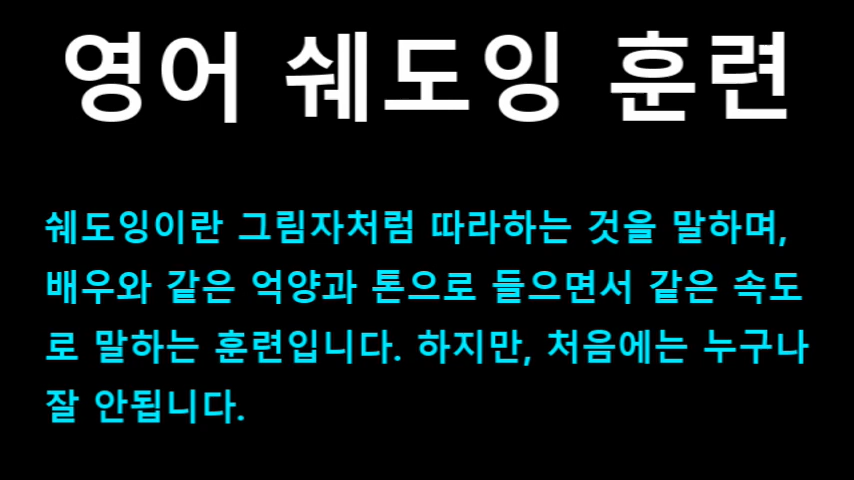 영어 쉐도잉 훈련
쉐도잉이란 그림자처럼 따라하는 것을 말하며,
배우와 같은 억양과 톤으로 들으면서 같은 속도
로 말하는 훈련입니다. 하지만, 처음에는 누구나
잘 안됩니다.